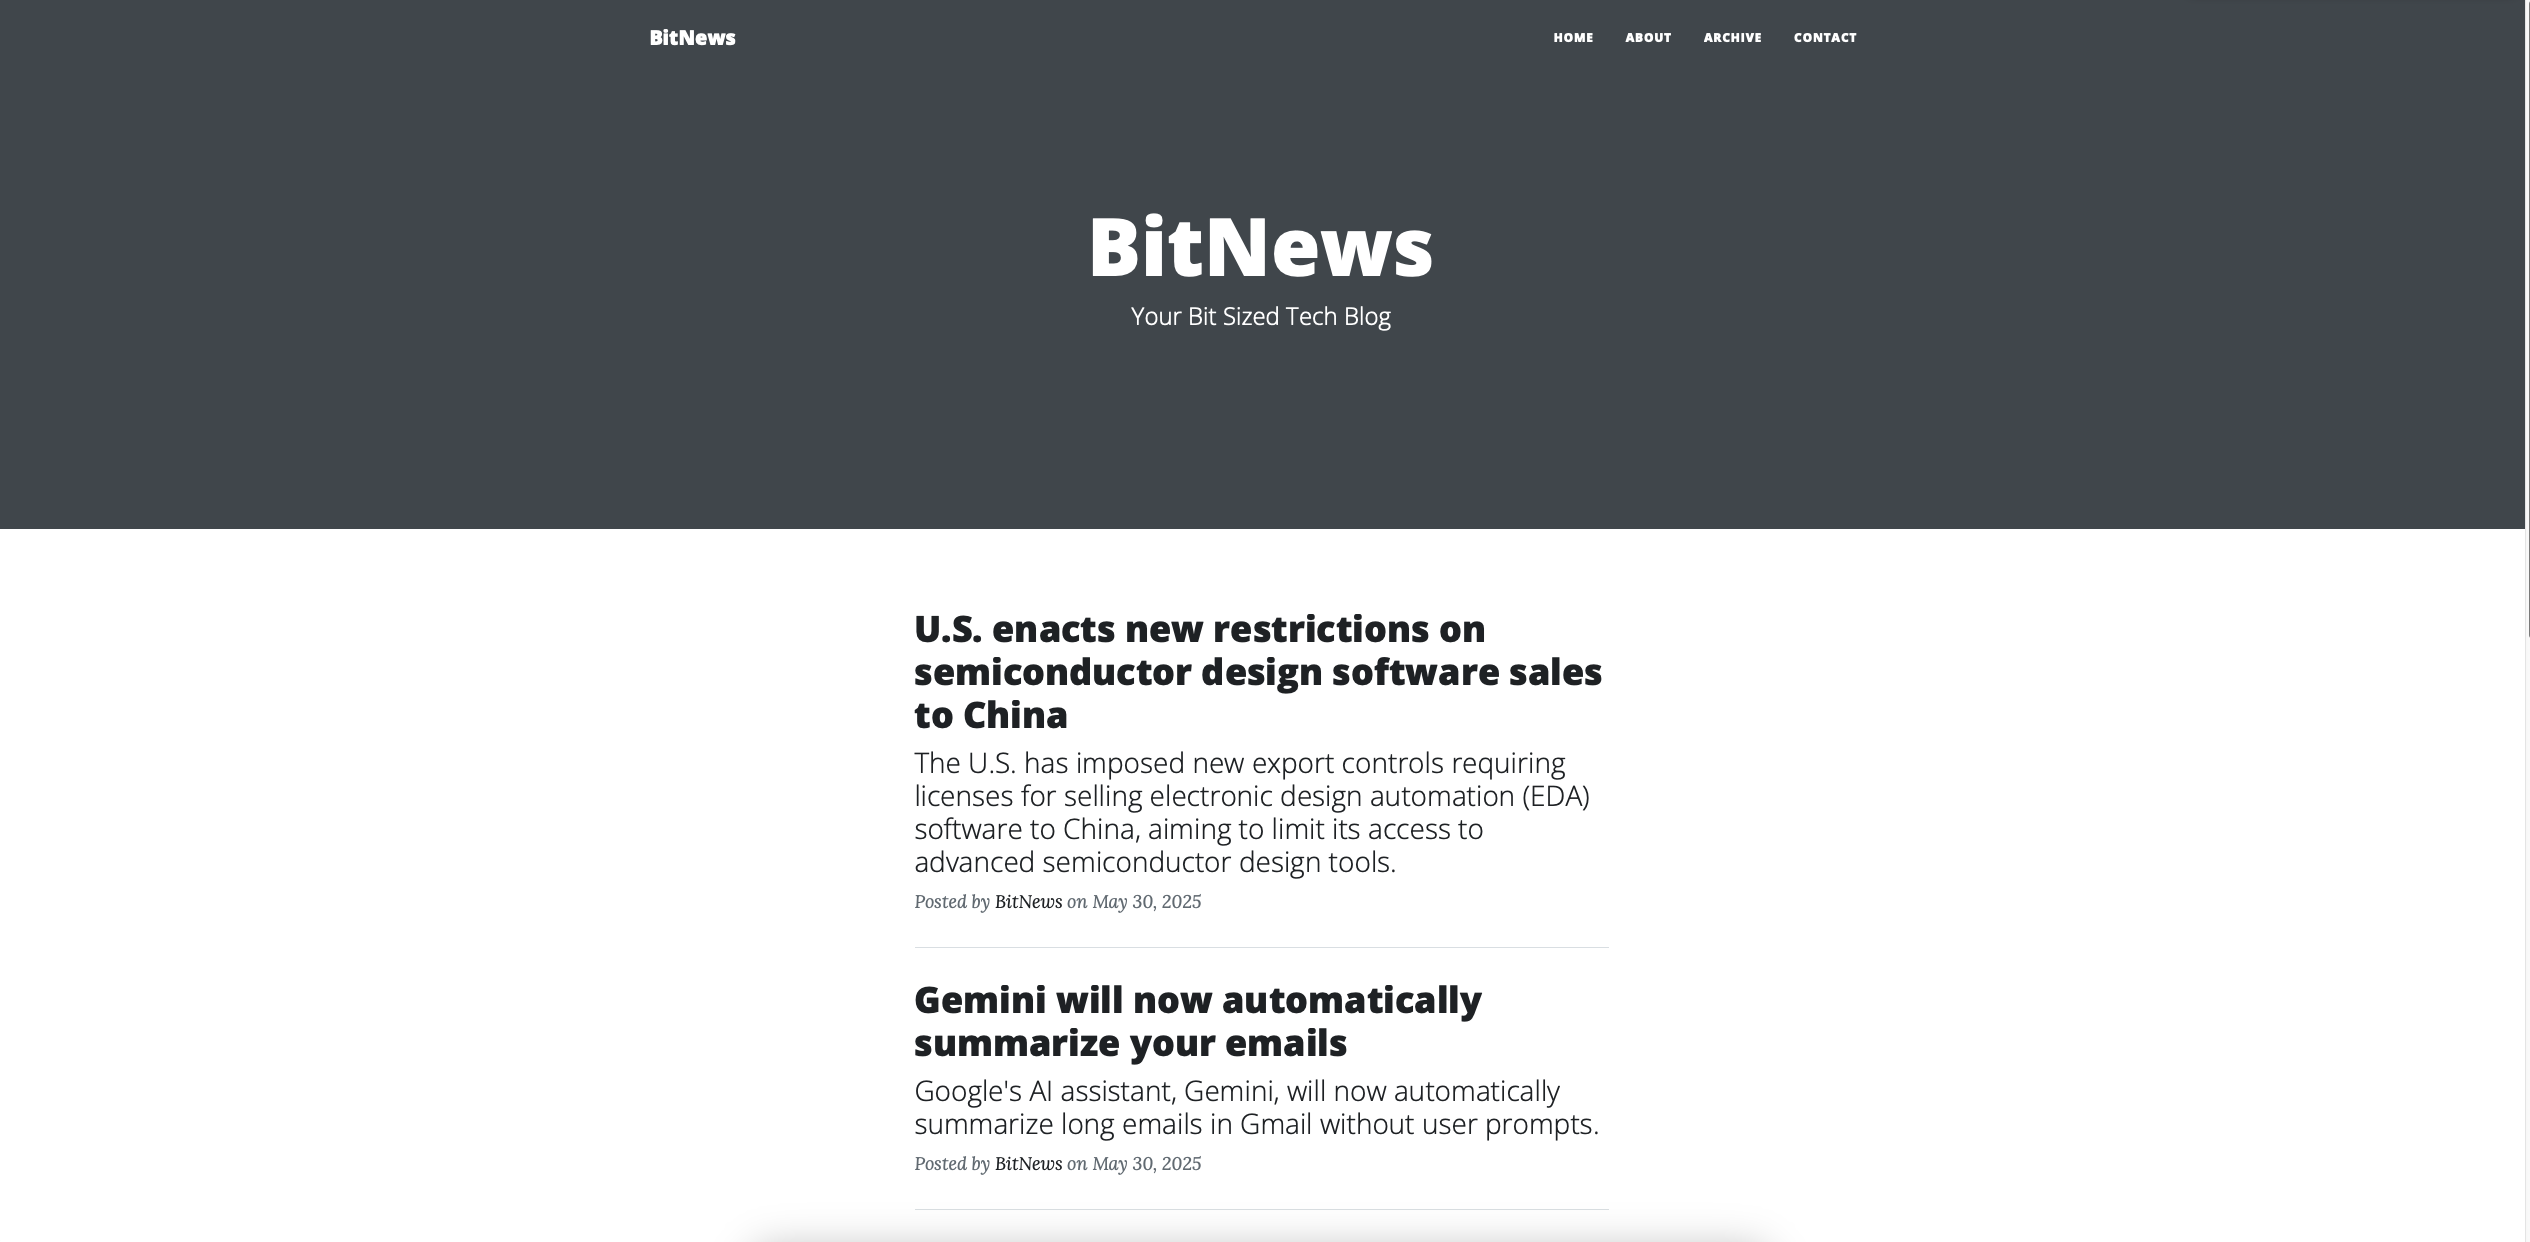 BitNews
HOME ABOUT ARCHIVE CONTACT
BitNews
Your Bit Sized Tech Blog
U.S. enacts new restrictions on
semiconductor design software sales
to China
The U.S. has imposed new export controls requiring
licenses for selling electronic design automation (EDA)
software to China, aiming to limit its access to
advanced semiconductor design tools.
Posted by BitNews on May 30, 2025
Gemini will now automatically
summarize your emails
Google's AI assistant, Gemini, will now automatically
summarize long emails in Gmail without user prompts.
Posted by BitNews on May 30, 2025